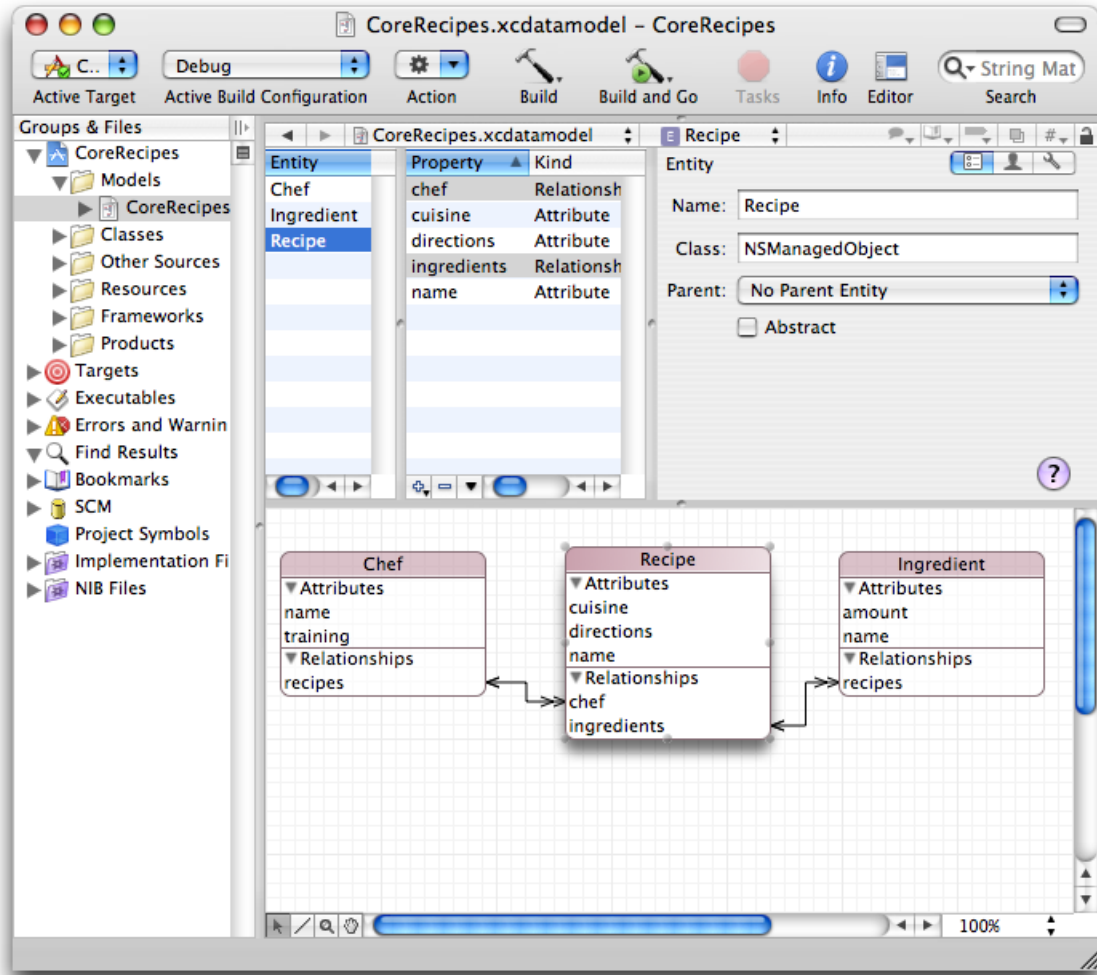 CoreRecipes.xcdatamodel – CoreRecipes
C.. Debug String Mat
Active Target Active Build Configuration Action Build Build and Go Tasks Info Editor Search
Groups & Files
CoreRecipes
Models
CoreRecipes
Classes
Other Sources
Resources
Frameworks
Products
Targets
Executables
Errors and Warnin
Find Results
Bookmarks
SCM
Project Symbols
Implementation Fi
NIB Files
CoreRecipes.xcdatamodel E Recipe #
Entity
Chef
Ingredient
Recipe
Property Kind
chef Relationsh
cuisine Attribute
directions Attribute
ingredients Relationsh
name Attribute
Entity
Name: Recipe
Class: NSManagedObject
Parent: No Parent Entity
Abstract
?
Chef
Attributes
name
training
Relationships
recipes
Recipe
Attributes
cuisine
directions
name
Relationships
chef
ingredients
Ingredient
Attributes
amount
name
Relationships
recipes
100%